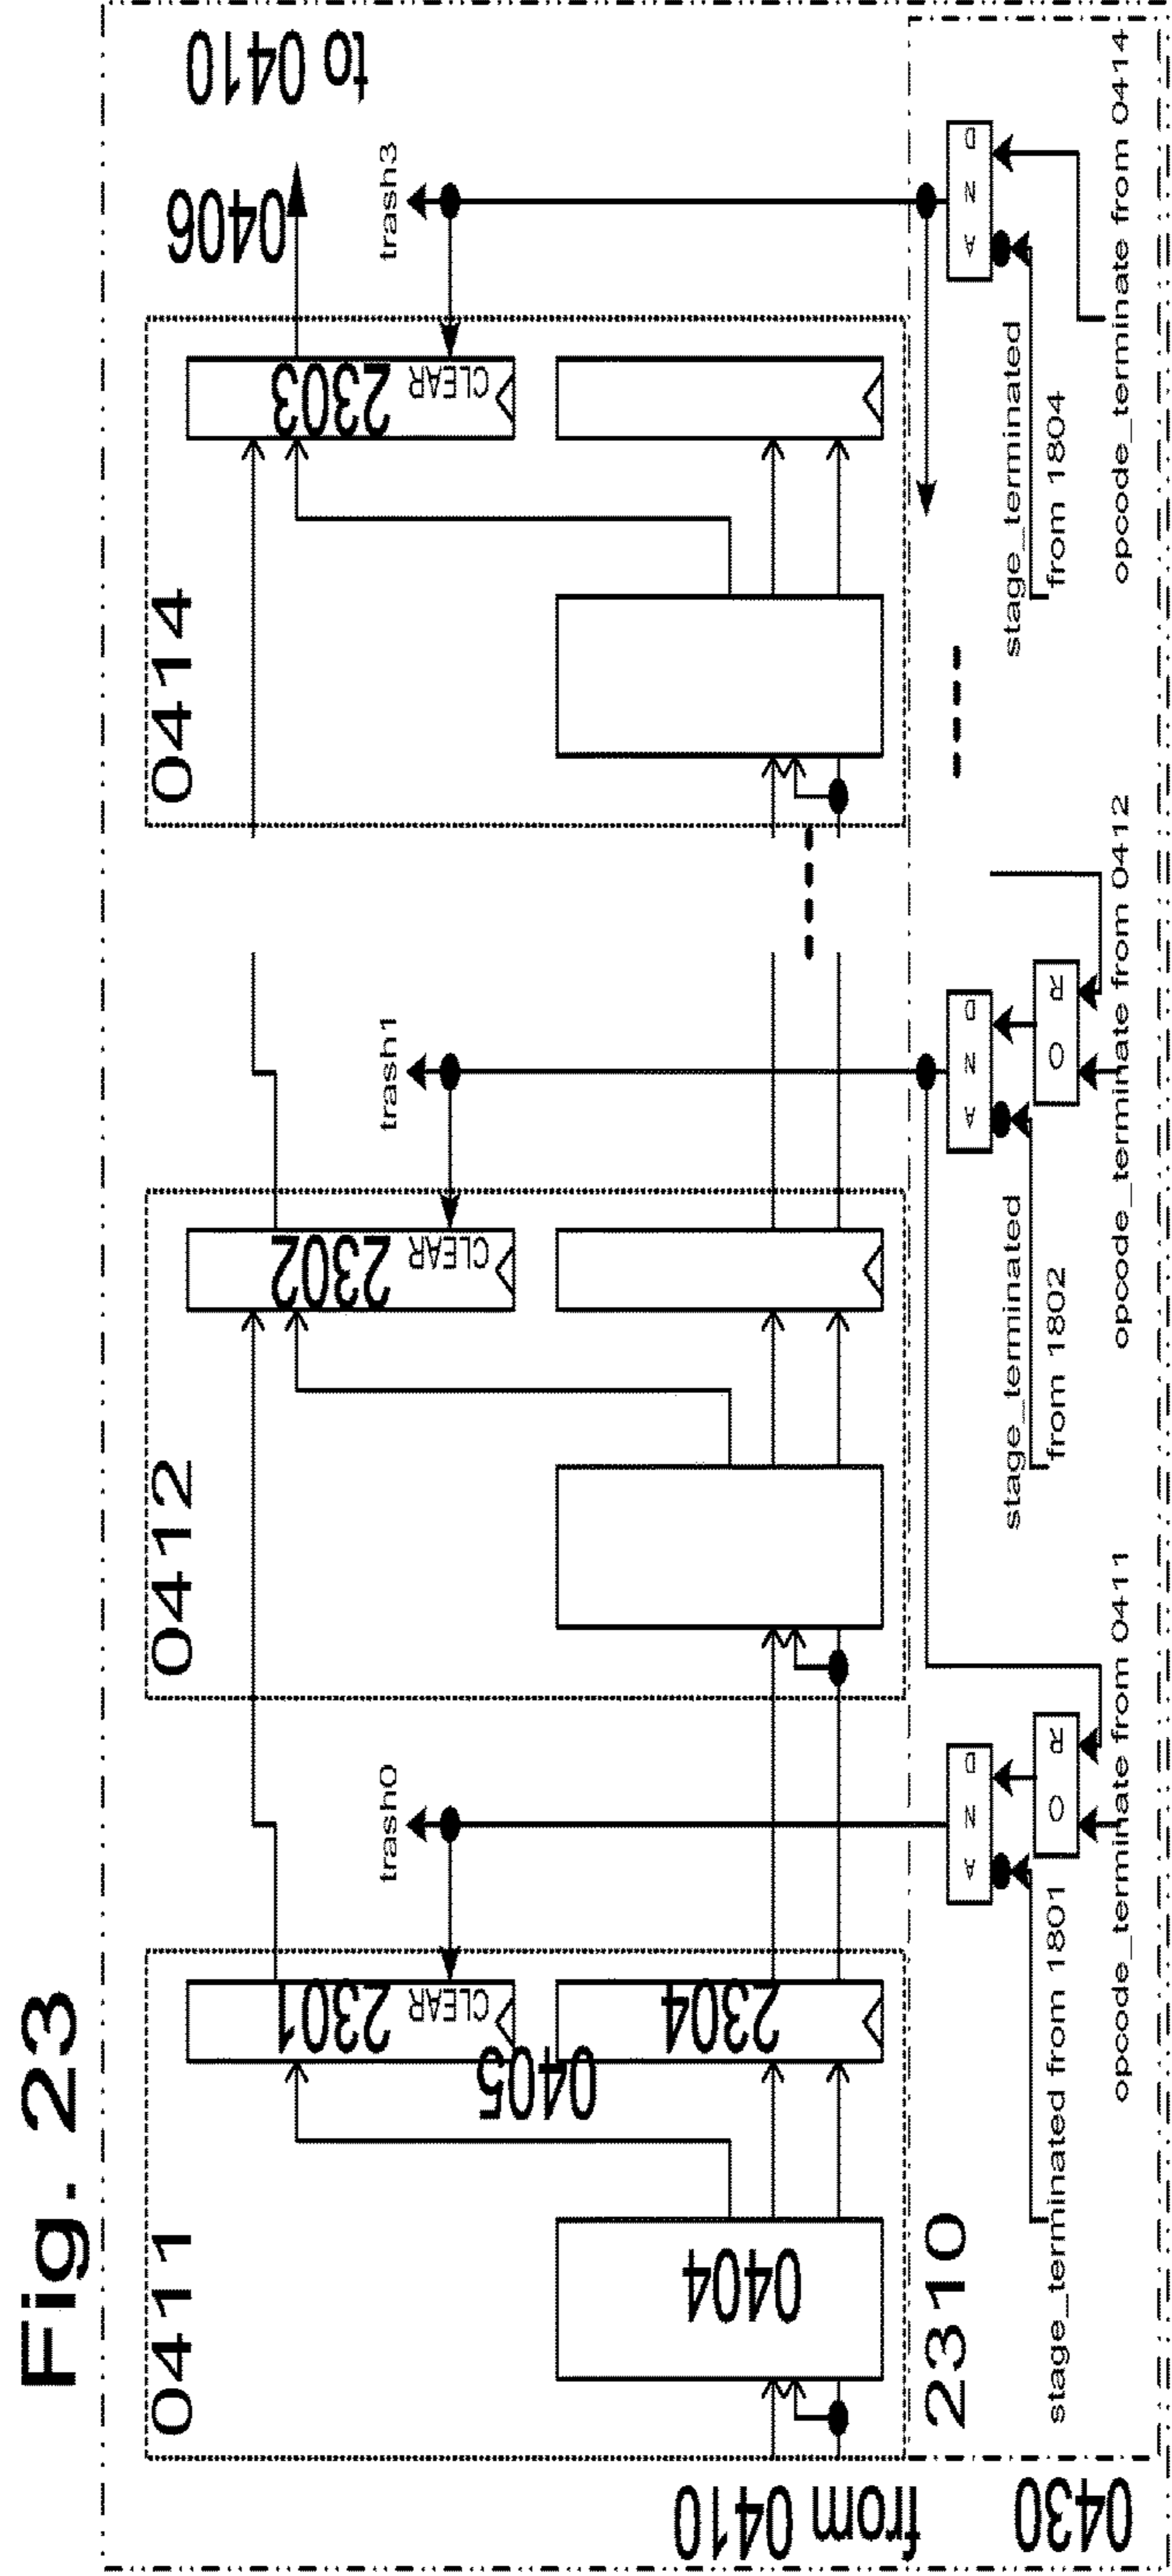 Fig. 23
0411
0412
0414
0404
0405
2301
CLEAR
2304
trash0
2302
CLEAR
trash1
2303
CLEAR
trash3
0406
to 0410
from 0410
0430
2310
AND
OR
stage_terminated from 1801
opcode_terminate from 0411
AND
OR
stage_terminated
from 1802
opcode_terminate from 0412
AND
stage_terminated
from 1804
opcode_terminate from 0414